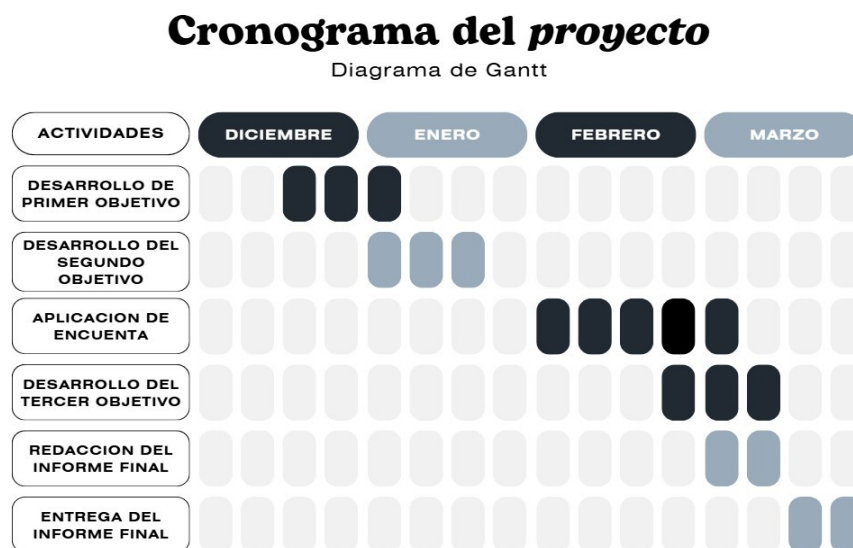 Cronograma del proyecto
Diagrama de Gantt
ACTIVIDADES
DICIEMBRE
ENERO
FEBRERO
MARZO
DESARROLLO DE
PRIMER OBJETIVO
DESARROLLO DEL
SEGUNDO
OBJETIVO
APLICACION DE
ENCUENTA
DESARROLLO DEL
TERCER OBJETIVO
REDACCION DEL
INFORME FINAL
ENTREGA DEL
INFORME FINAL